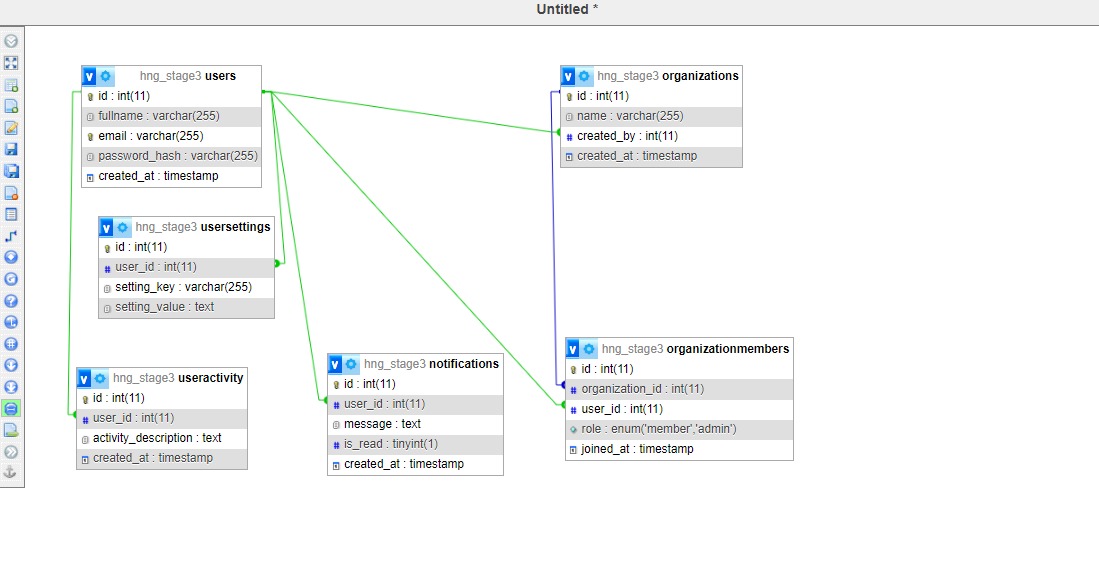 Untitled *
v hng_stage3 users
id : int(11)
fullname : varchar(255)
email : varchar(255)
password_hash : varchar(255)
created_at : timestamp
v hng_stage3 organizations
id : int(11)
name : varchar(255)
# created_by : int(11)
created_at : timestamp
v hng_stage3 usersettings
id : int(11)
# user_id : int(11)
setting_key : varchar(255)
setting_value : text
v hng_stage3 useractivity
id : int(11)
# user_id : int(11)
activity_description : text
created_at : timestamp
v hng_stage3 notifications
id : int(11)
# user_id : int(11)
message : text
# is_read : tinyint(1)
created_at : timestamp
v hng_stage3 organizationmembers
id : int(11)
# organization_id : int(11)
# user_id : int(11)
role : enum('member','admin')
joined_at : timestamp